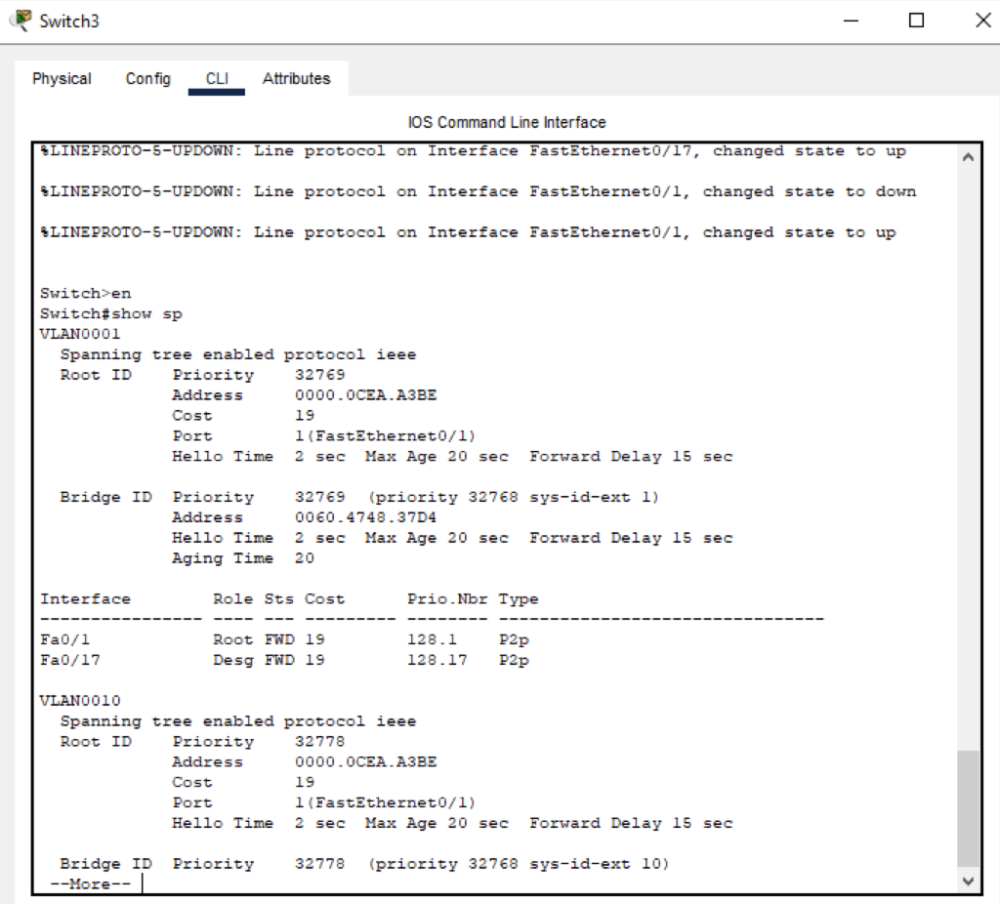 Switch3
Physical Config CLI Attributes
IOS Command Line Interface
%LINEPROTO-5-UPDOWN: Line protocol on Interface FastEthernet0/17, changed state to up
%LINEPROTO-5-UPDOWN: Line protocol on Interface FastEthernet0/1, changed state to down
%LINEPROTO-5-UPDOWN: Line protocol on Interface FastEthernet0/1, changed state to up
Switch>en
Switch#show sp
VLAN0001
  Spanning tree enabled protocol ieee
  Root ID    Priority    32769
             Address     0000.0CEA.A3BE
             Cost        19
             Port        1(FastEthernet0/1)
             Hello Time  2 sec  Max Age 20 sec  Forward Delay 15 sec
  Bridge ID  Priority    32769  (priority 32768 sys-id-ext 1)
             Address     0060.4748.37D4
             Hello Time  2 sec  Max Age 20 sec  Forward Delay 15 sec
             Aging Time  20
Interface        Role Sts Cost      Prio.Nbr Type
---------------- ---- --- --------- -------- --------------------------------
Fa0/1            Root FWD 19        128.1    P2p
Fa0/17           Desg FWD 19        128.17   P2p
VLAN0010
  Spanning tree enabled protocol ieee
  Root ID    Priority    32778
             Address     0000.0CEA.A3BE
             Cost        19
             Port        1(FastEthernet0/1)
             Hello Time  2 sec  Max Age 20 sec  Forward Delay 15 sec
  Bridge ID  Priority    32778  (priority 32768 sys-id-ext 10)
 --More--